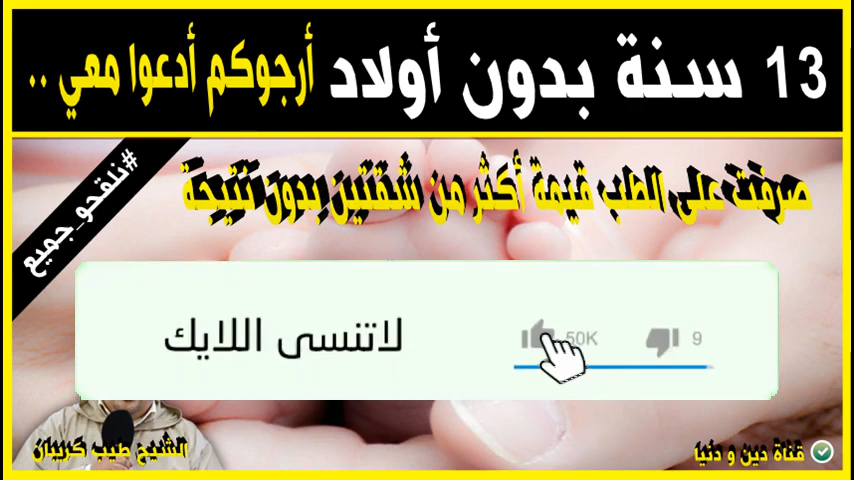 13 سنة بدون أولاد أرجوكم أدعوا معي ..
#نلقحو_جميع
صرفت على الطب قيمة أكثر من شقتين بدون نتيجة
لاتنسى اللايك
50K
9
الشيخ طيب كريبان
قناة دين و دنيا